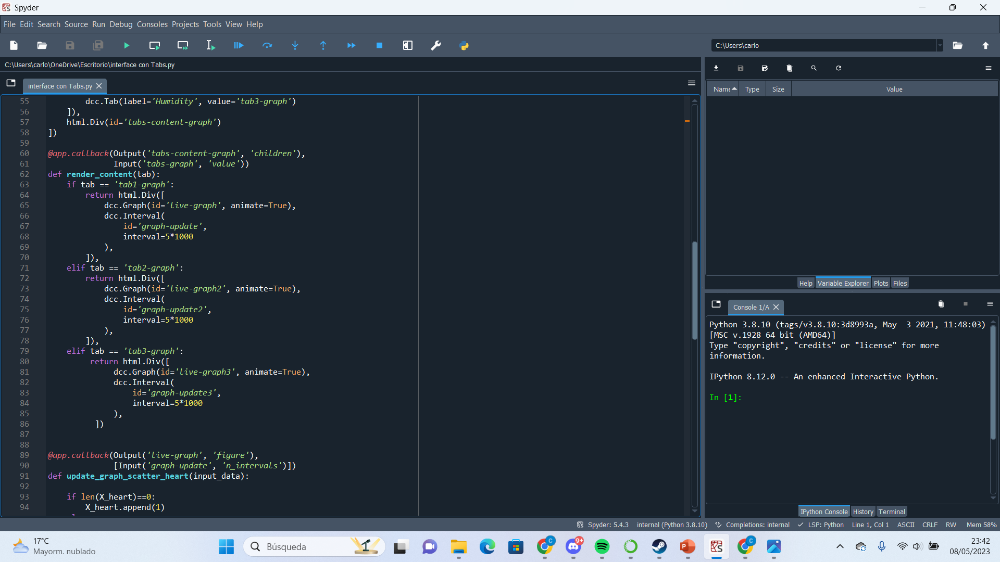 Spyder
File Edit Search Source Run Debug Consoles Projects Tools View Help
C:\Users\carlo
C:\Users\carlo\OneDrive\Escritorio\interface con Tabs.py
interface con Tabs.py
55         dcc.Tab(label='Humidity', value='tab3-graph')
56     ]),
57     html.Div(id='tabs-content-graph')
58 ])
59
60 @app.callback(Output('tabs-content-graph', 'children'),
61               Input('tabs-graph', 'value'))
62 def render_content(tab):
63     if tab == 'tab1-graph':
64         return html.Div([
65             dcc.Graph(id='live-graph', animate=True),
66             dcc.Interval(
67                 id='graph-update',
68                 interval=5*1000
69             ),
70         ]),
71     elif tab == 'tab2-graph':
72         return html.Div([
73             dcc.Graph(id='live-graph2', animate=True),
74             dcc.Interval(
75                 id='graph-update2',
76                 interval=5*1000
77             ),
78         ]),
79     elif tab == 'tab3-graph':
80          return html.Div([
81               dcc.Graph(id='live-graph3', animate=True),
82               dcc.Interval(
83                   id='graph-update3',
84                   interval=5*1000
85               ),
86           ])
87
88
89 @app.callback(Output('live-graph', 'figure'),
90               [Input('graph-update', 'n_intervals')])
91 def update_graph_scatter_heart(input_data):
92
93     if len(X_heart)==0:
94         X_heart.append(1)
Name Type Size Value
Help Variable Explorer Plots Files
Console 1/A
Python 3.8.10 (tags/v3.8.10:3d8993a, May  3 2021, 11:48:03)
[MSC v.1928 64 bit (AMD64)]
Type "copyright", "credits" or "license" for more
information.
IPython 8.12.0 -- An enhanced Interactive Python.
In [1]:
IPython Console History Terminal
Spyder: 5.4.3 internal (Python 3.8.10) Completions: internal LSP: Python Line 1, Col 1 ASCII CRLF RW Mem 58%
17°C
Mayorm. nublado
Búsqueda
C
9+
C
23:42
08/05/2023